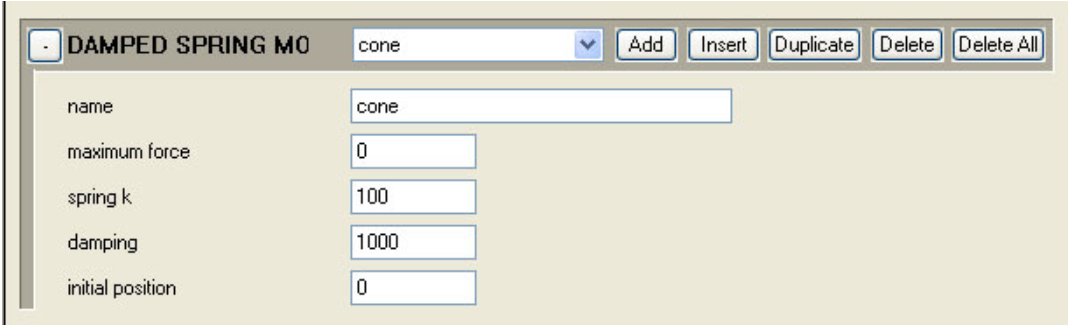 - DAMPED SPRING MO cone Add Insert Duplicate Delete Delete All
name cone
maximum force 0
spring k 100
damping 1000
initial position 0